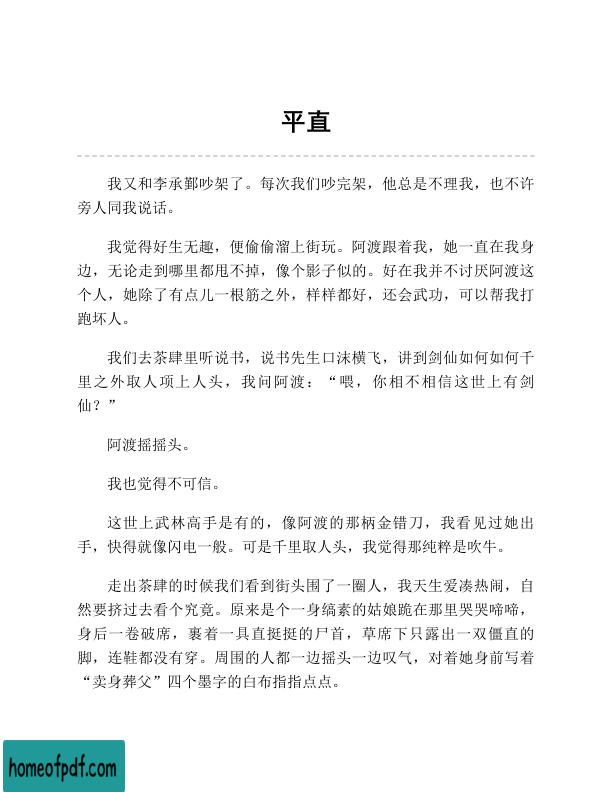 平直
我又和李承鄞吵架了。每次我们吵完架，他总是不理我，也不许
旁人同我说话。
我觉得好生无趣，便偷偷溜上街玩。阿渡跟着我，她一直在我身
边，无论走到哪里都甩不掉，像个影子似的。好在我并不讨厌阿渡这
个人，她除了有点儿一根筋之外，样样都好，还会武功，可以帮我打
跑坏人。
我们去茶肆里听说书，说书先生口沫横飞，讲到剑仙如何如何千
里之外取人项上人头，我问阿渡：“喂，你相不相信这世上有剑
仙？”
阿渡摇摇头。
我也觉得不可信。
这世上武林高手是有的，像阿渡的那柄金错刀，我看见过她出
手，快得就像闪电一般。可是千里取人头，我觉得那纯粹是吹牛。
走出茶肆的时候我们看到街头围了一圈人，我天生爱凑热闹，自
然要挤过去看个究竟。原来是个一身缟素的姑娘跪在那里哭哭啼啼，
身后一卷破席，裹着一具直挺挺的尸首，草席下只露出一双僵直的
脚，连鞋都没有穿。周围的人都一边摇头一边叹气，对着她身前写着
“卖身葬父”四个墨字的白布指指点点。
homeofpdf.com